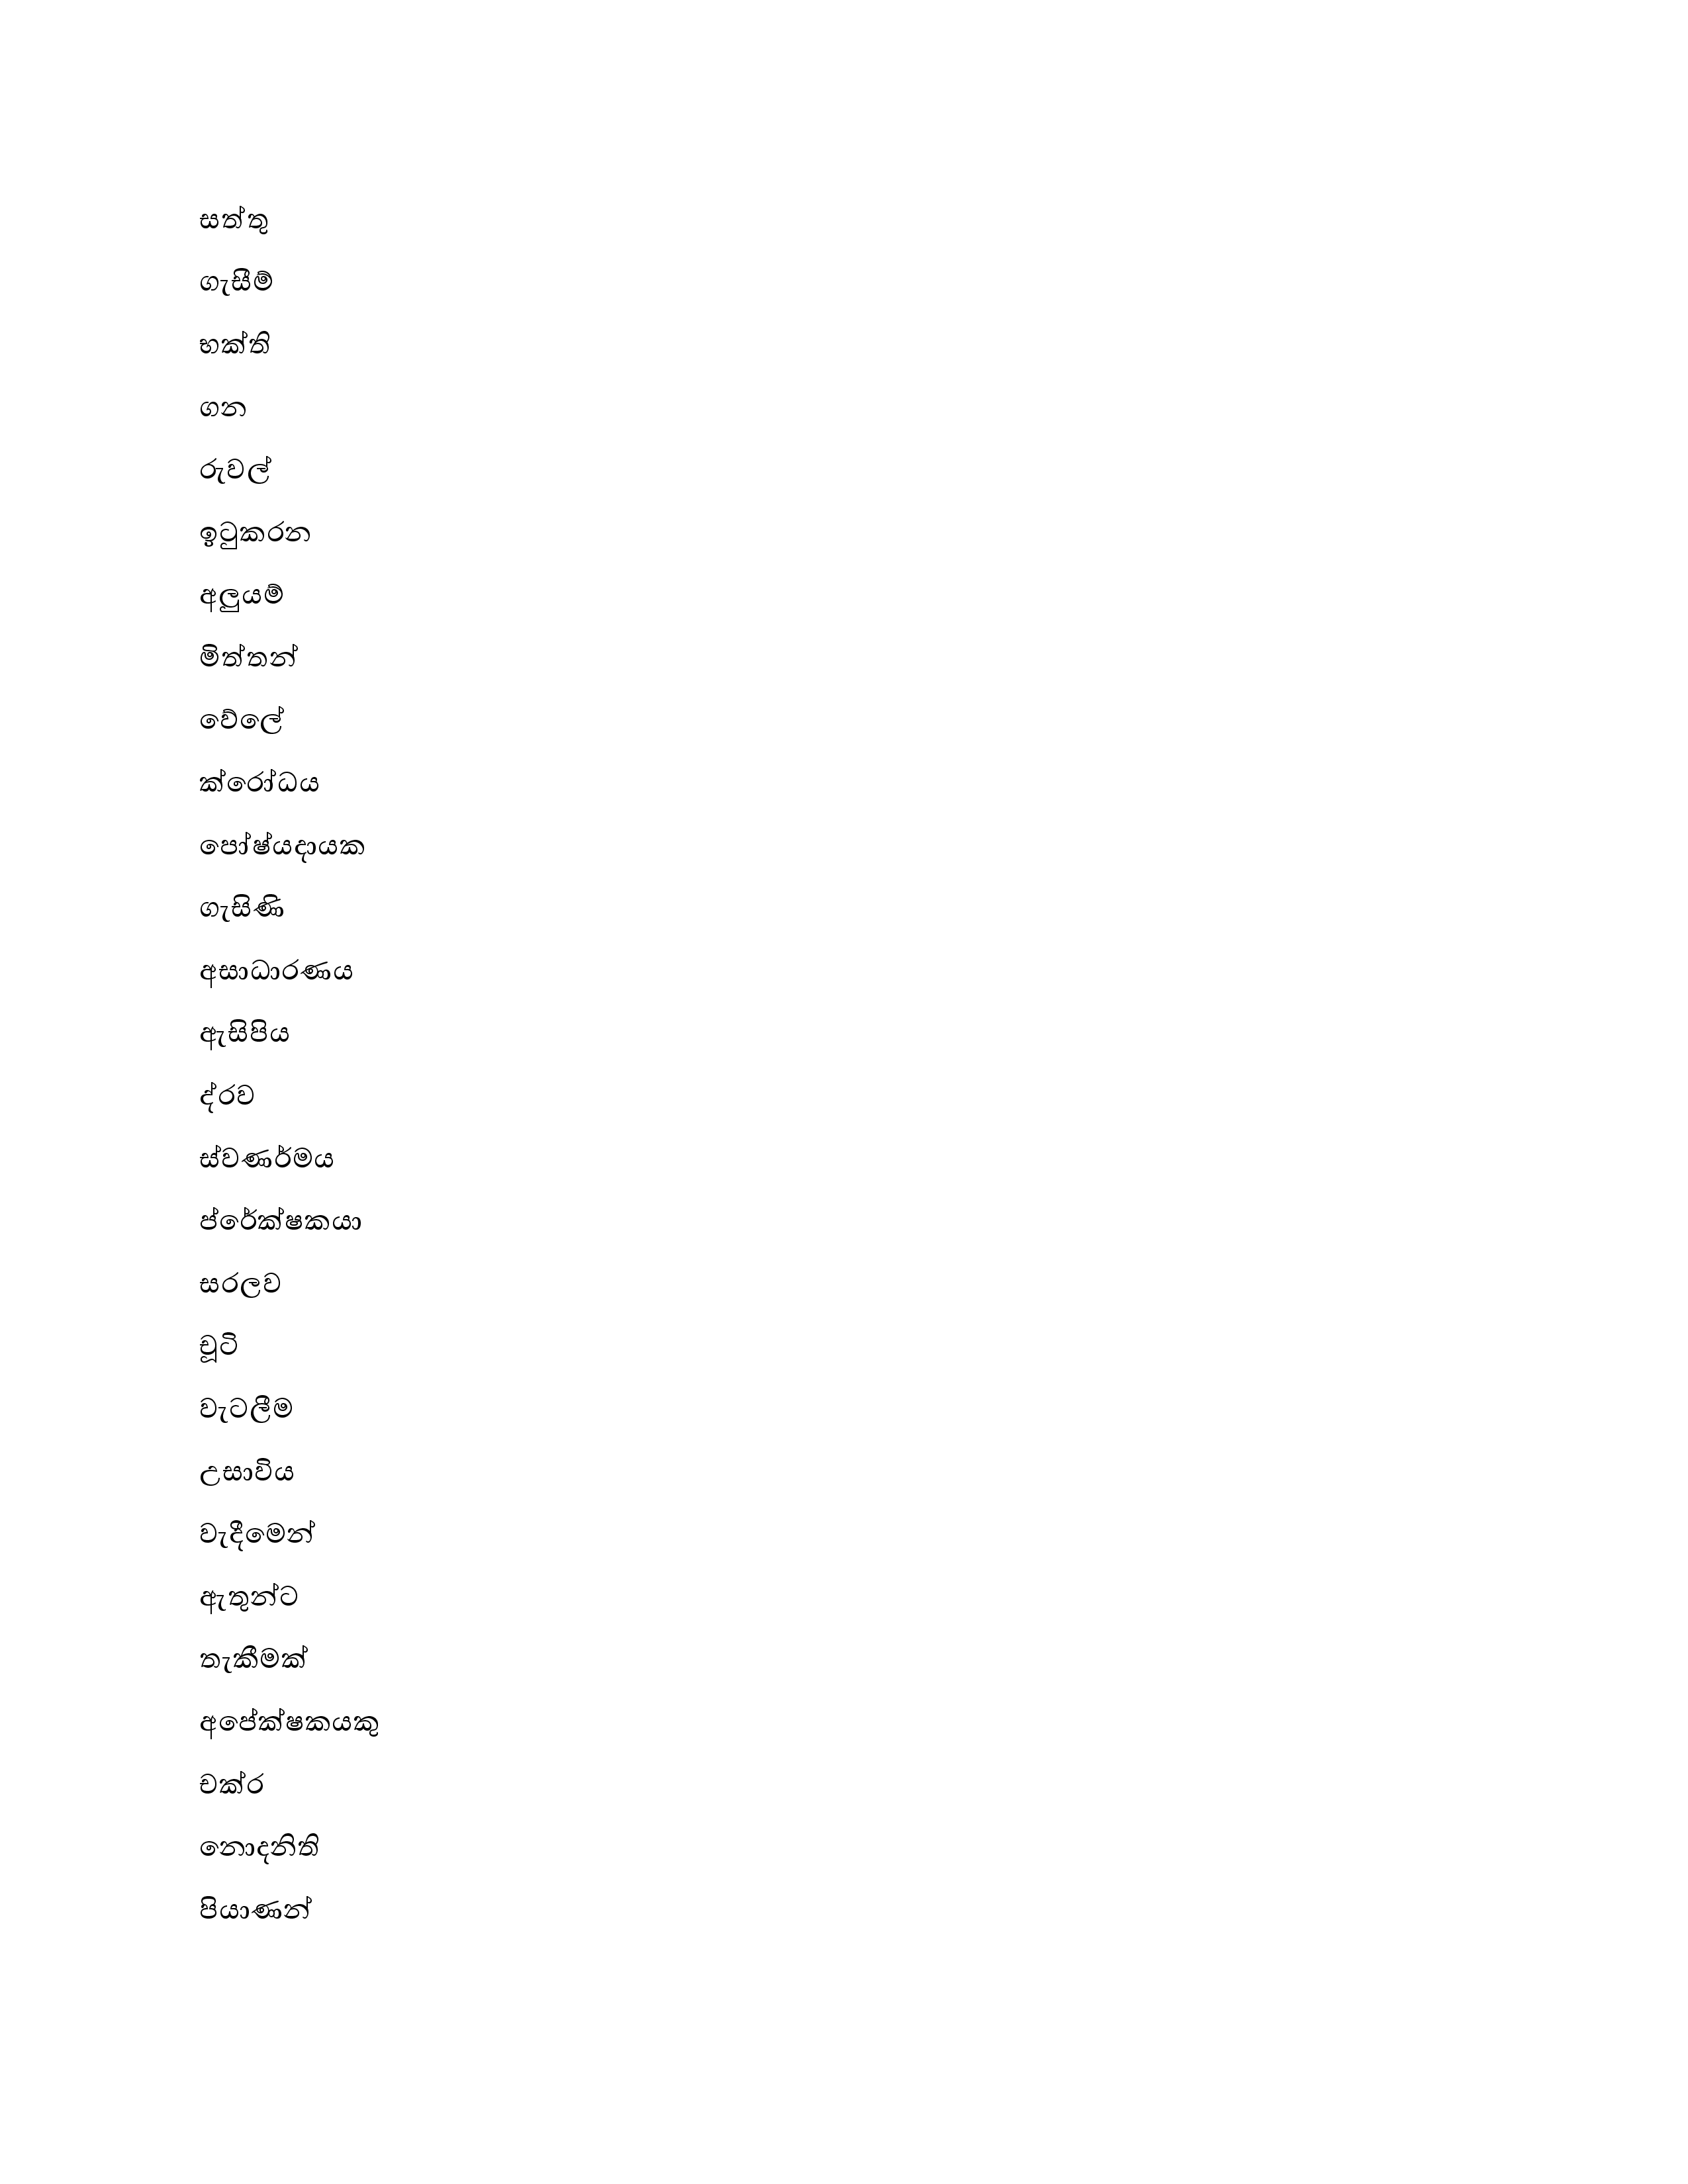 සත්තු
ගැසීම්
භක්ති
ගන
රුවල්
ඉටුකරන
අලුයම්
මිත්තන්
වේලේ
ක්රෝධය
පෝෂ්යදායක
ගැසිණි
අසාධාරණය
ඇසිපිය
ද්රව
ස්වණර්මය
ප්රේක්ෂකයා
සරලව
චූටි
වැටලීම
උසාවිය
වැදීමෙන්
ඇතුන්ට
තැකීමක්
අපේක්ෂකයකු
චක්ර
නොදනිති
පියාණන්